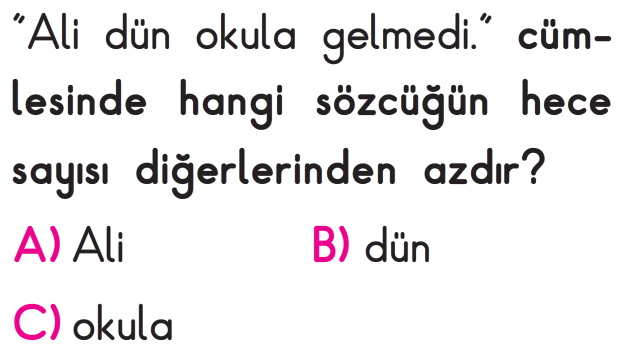 "Ali dün okula gelmedi." cüm-
lesinde hangi sözcüğün hece
sayısı diğerlerinden azdır?
A) Ali B) dün
C) okula